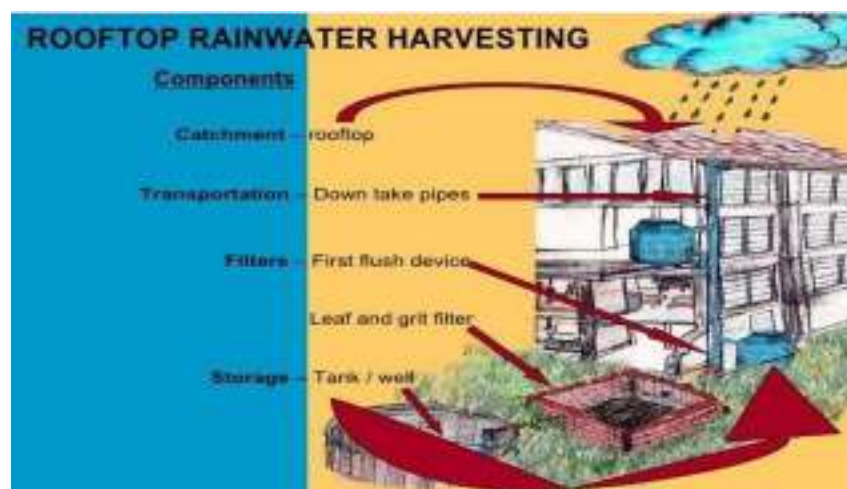 ROOFTOP RAINWATER HARVESTING
Components
Catchment – rooftop
Transportation – Down take pipes
Filters – First flush device
Leaf and grit filter
Storage – Tank / well